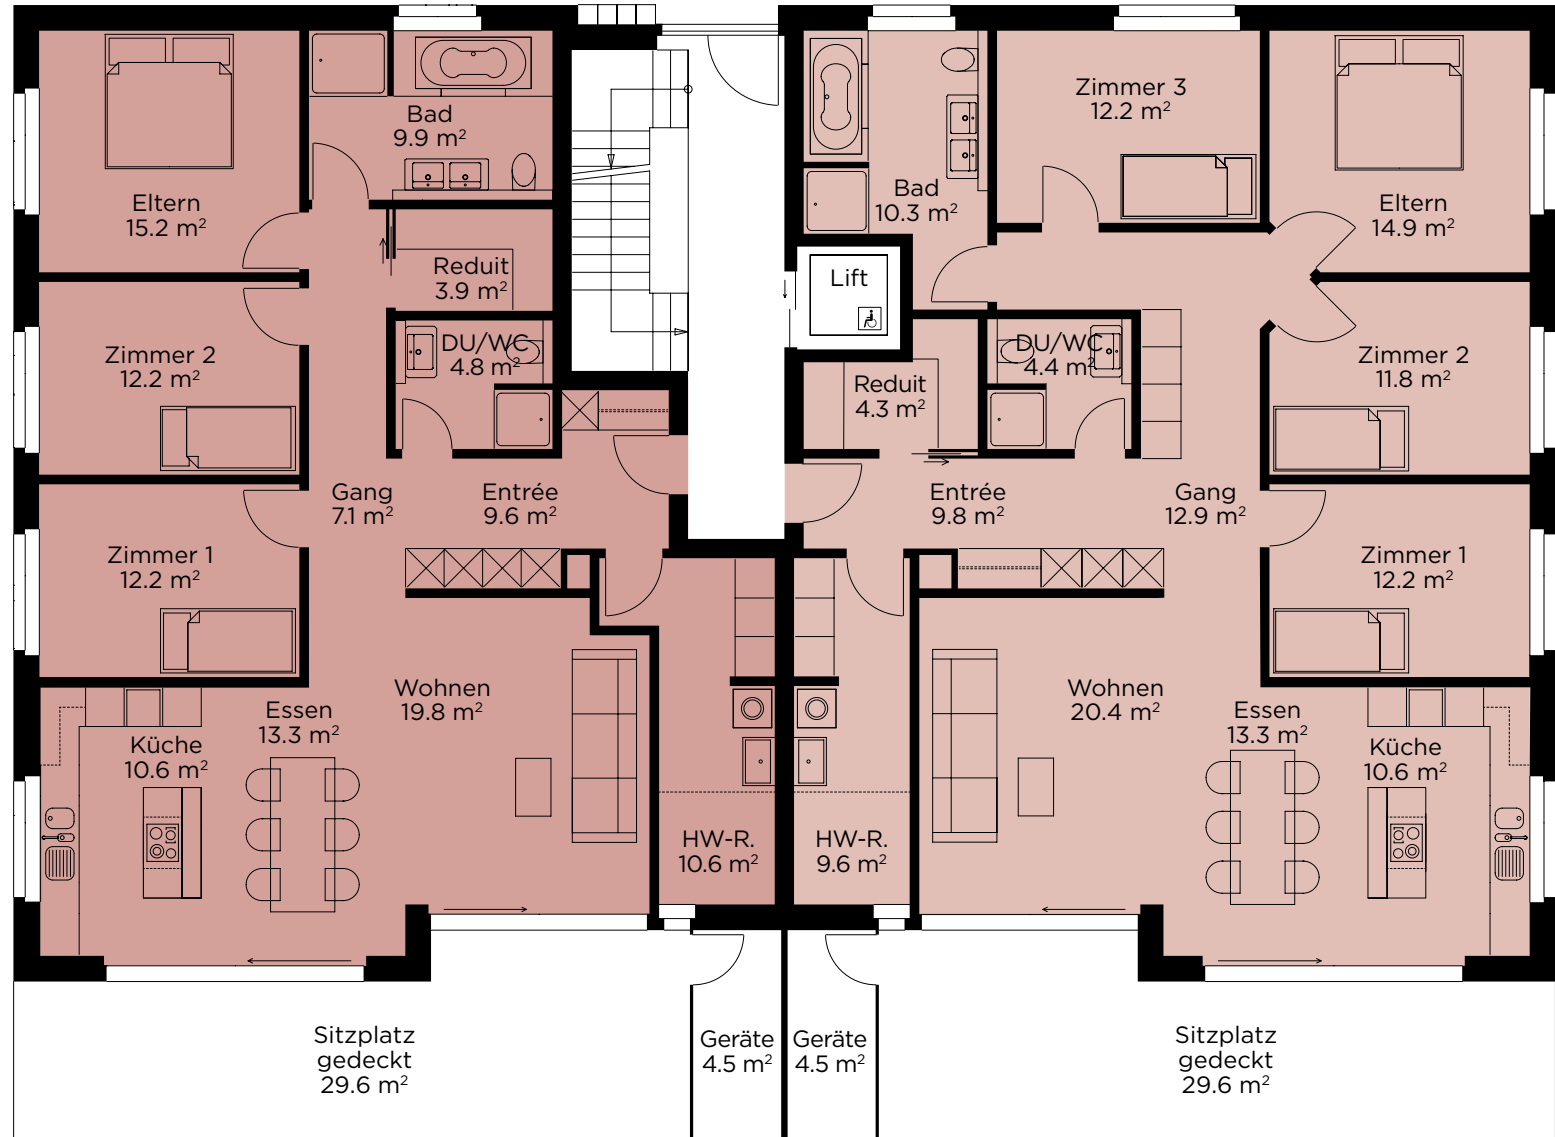 Bad
9.9 m²
Eltern
15.2 m²
Reduit
3.9 m²
DU/WC
4.8 m²
Zimmer 2
12.2 m²
Gang
7.1 m²
Entrée
9.6 m²
Zimmer 1
12.2 m²
Wohnen
19.8 m²
Essen
13.3 m²
Küche
10.6 m²
HW-R.
10.6 m²
Sitzplatz
gedeckt
29.6 m²
Geräte
4.5 m²
Lift
Zimmer 3
12.2 m²
Bad
10.3 m²
Eltern
14.9 m²
DU/WC
4.4 m²
Reduit
4.3 m²
Zimmer 2
11.8 m²
Entrée
9.8 m²
Gang
12.9 m²
Zimmer 1
12.2 m²
Wohnen
20.4 m²
Essen
13.3 m²
Küche
10.6 m²
HW-R.
9.6 m²
Geräte
4.5 m²
Sitzplatz
gedeckt
29.6 m²